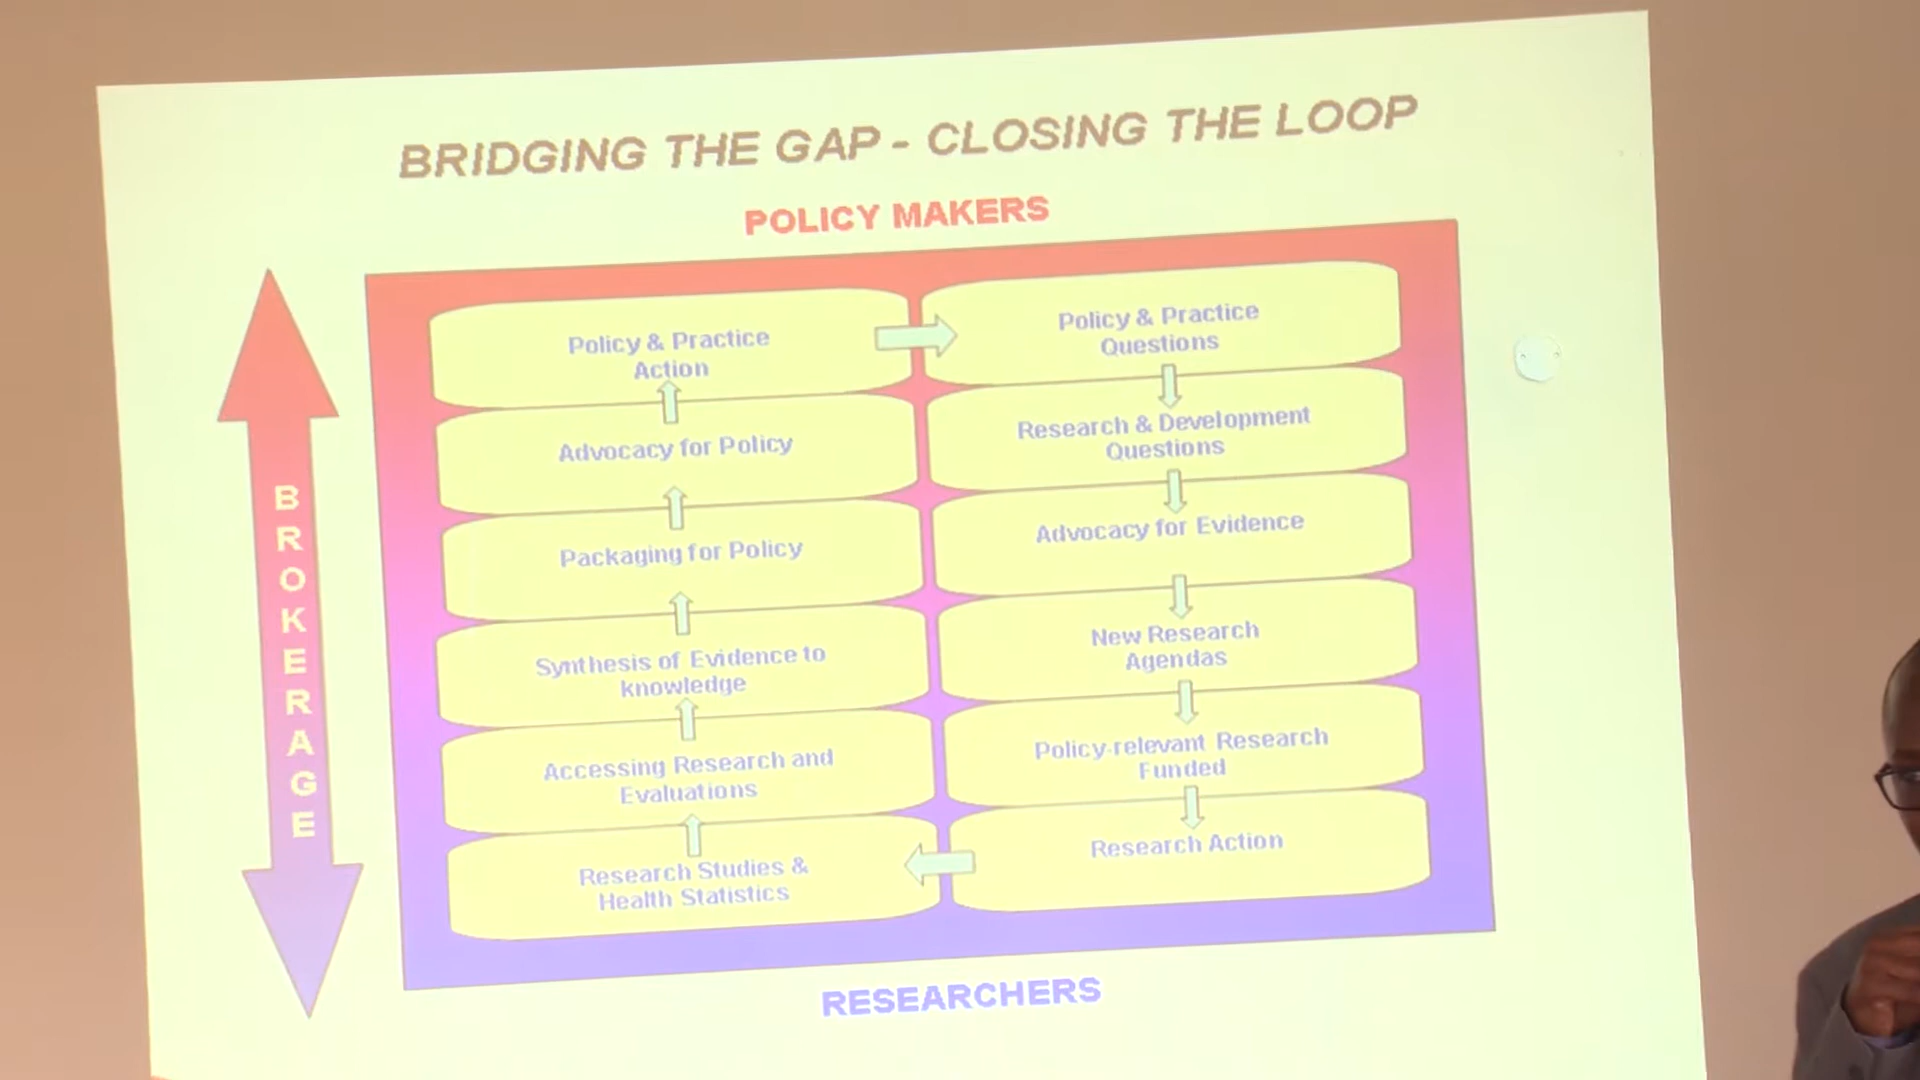 BRIDGING THE GAP - CLOSING THE LOOP
POLICY MAKERS
BROKERAGE
Policy & Practice
Action
Advocacy for Policy
Packaging for Policy
Synthesis of Evidence to
knowledge
Accessing Research and
Evaluations
Research Studies &
Health Statistics
Policy & Practice
Questions
Research & Development
Questions
Advocacy for Evidence
New Research
Agendas
Policy-relevant Research
Funded
Research Action
RESEARCHERS